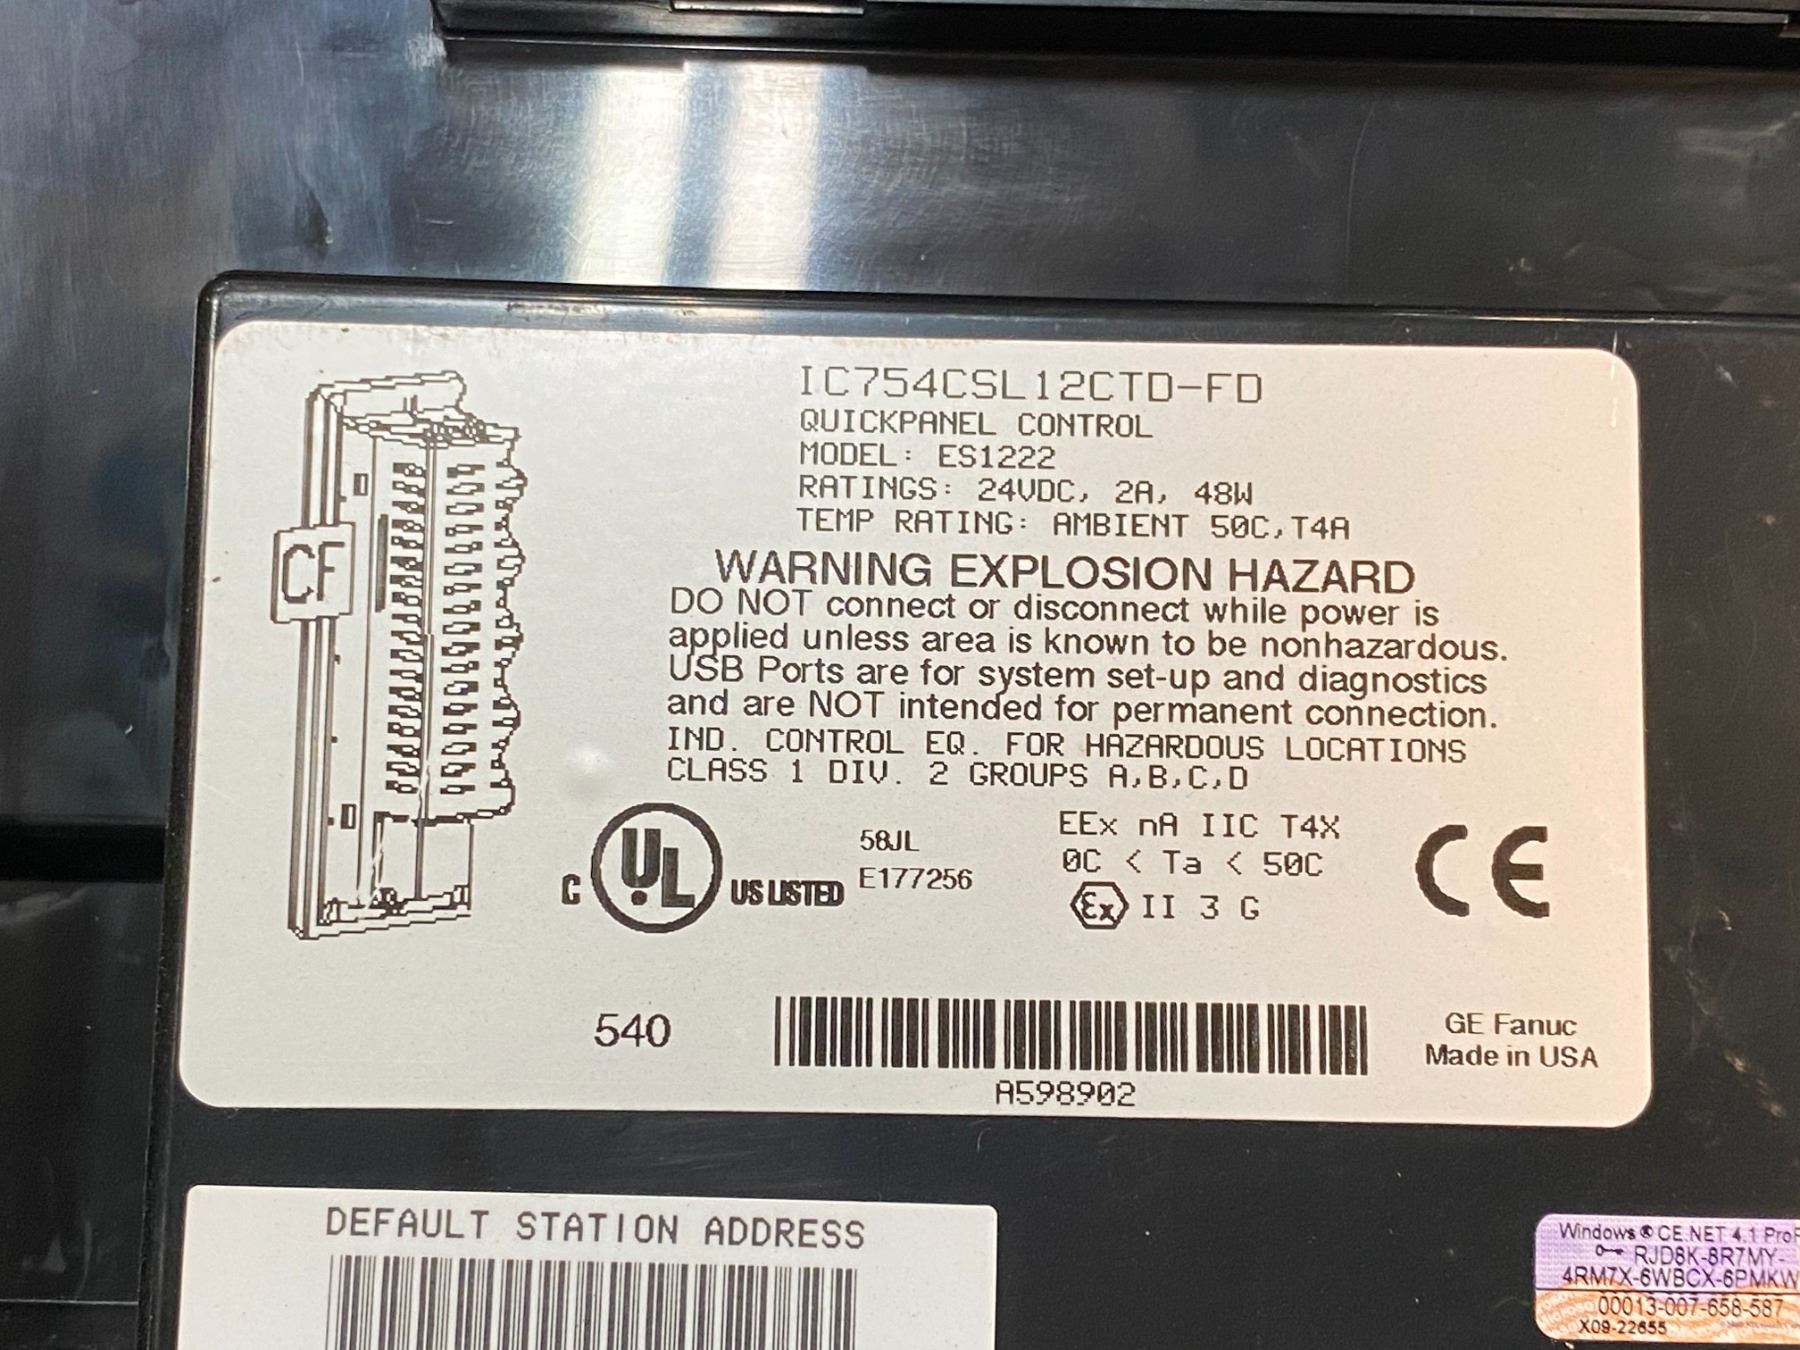 IC754CSL12CTD-FD
QUICKPANEL CONTROL
MODEL: ES1222
RATINGS: 24VDC, 2A, 48W
TEMP RATING: AMBIENT 50C,T4A
CF
WARNING EXPLOSION HAZARD
DO NOT connect or disconnect while power is
applied unless area is known to be nonhazardous.
USB Ports are for system set-up and diagnostics
and are NOT intended for permanent connection.
IND. CONTROL EQ. FOR HAZARDOUS LOCATIONS
CLASS 1 DIV. 2 GROUPS A,B,C,D
C UL US LISTED
58JL
E177256
EEx nA IIC T4X
0C < Ta < 50C
Ex II 3 G
CE
540
A598902
GE Fanuc
Made in USA
DEFAULT STATION ADDRESS
Windows® CE.NET 4.1 ProF
RJD8K-8R7MY-
4RM7X-6WBCX-6PMKW
00013-007-658-587
X09-22655